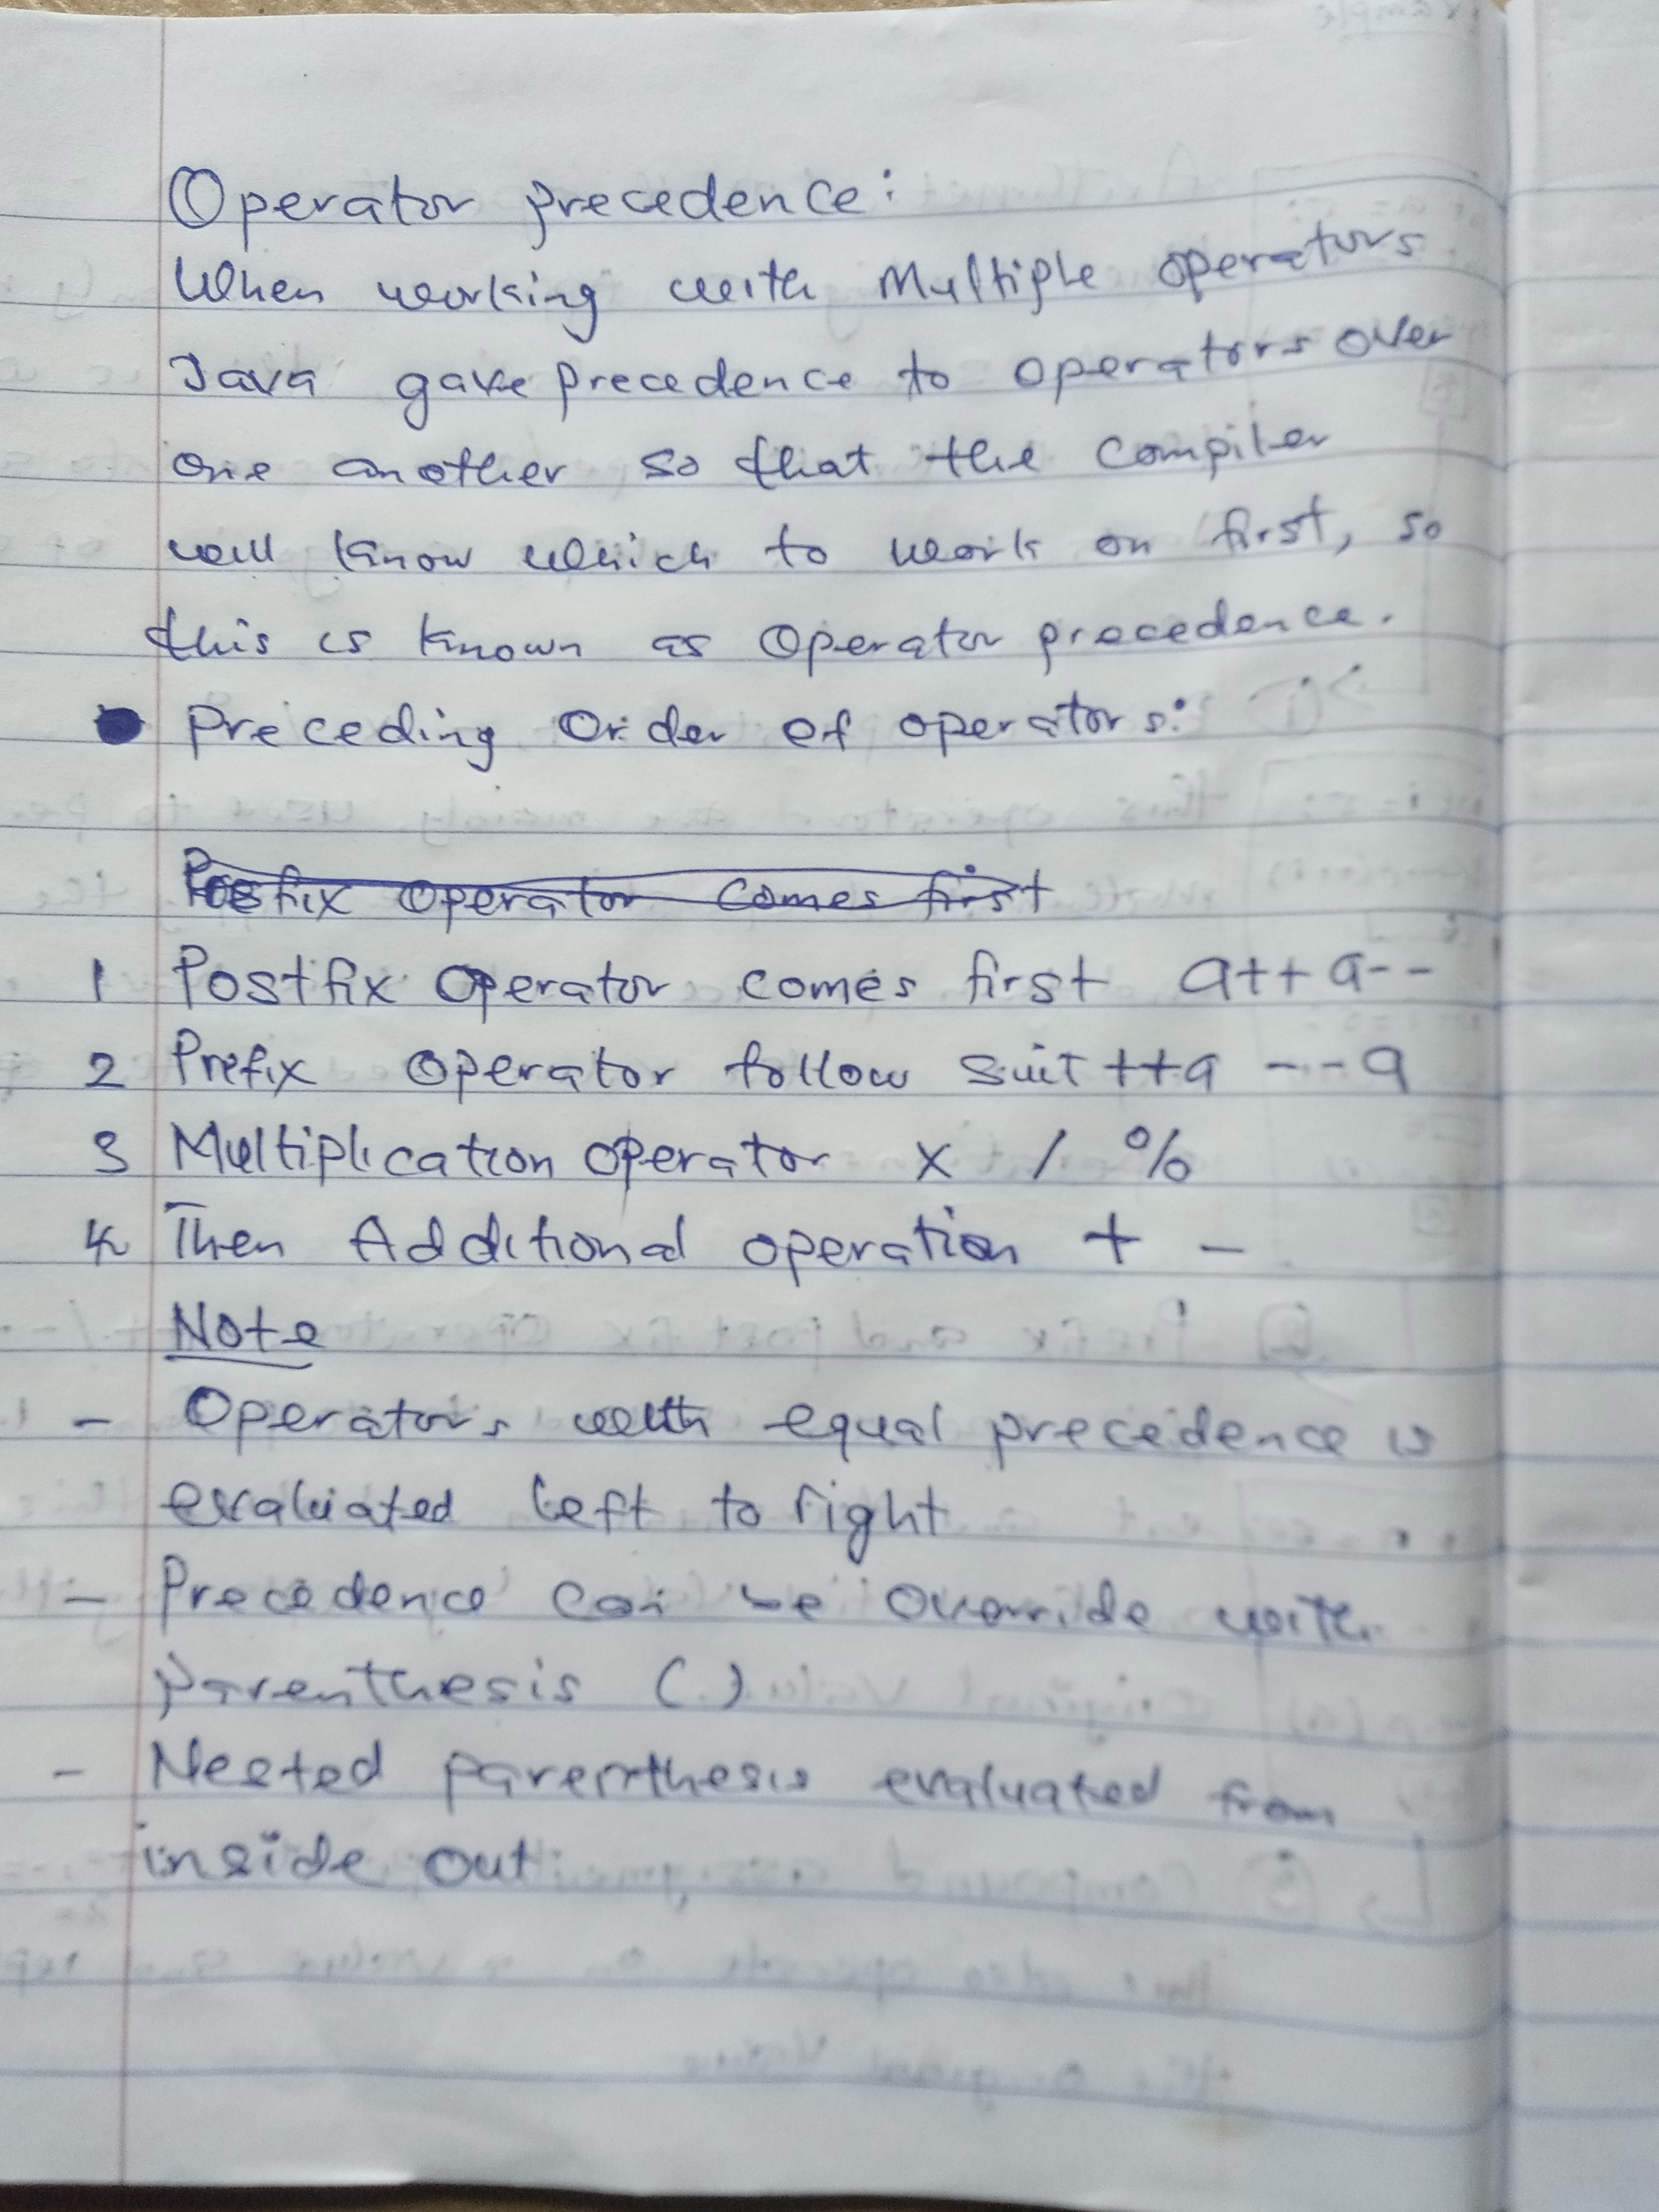 Operator precedence:
When working with Multiple operators
Java gave precedence to operators over
one another so that the compiler
will know which to work on first, so
this is known as Operator precedence.
Preceding Order of operators:
Postfix operator comes first
1 Postfix operator comes first a++ a--
2 Prefix operator follow suit ++a --a
3 Multiplication operator x / %
4 Then Additional operation + -
Note
- Operators with equal precedence is
evaluated left to right
- Precedence can be override with
parenthesis ()
- Nested parenthesis evaluated from
inside out